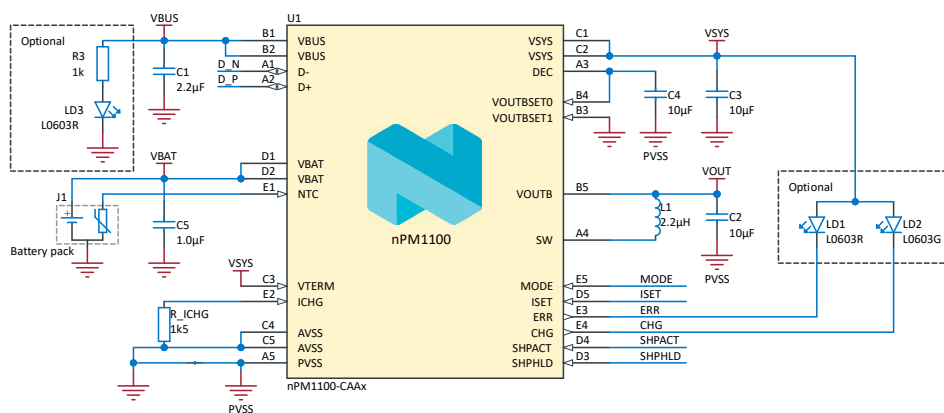 U1
VBUS
Optional
R3
1k
LD3
L0603R
C1
2.2µF
D_N
D_P
B1
B2
A1
A2
VBUS
VBUS
D-
D+
VBAT
D1
D2
E1
VBAT
VBAT
NTC
J1
+
Battery pack
C5
1.0µF
VSYS
C3
E2
VTERM
ICHG
R_ICHG
1k5
C4
C5
A5
AVSS
AVSS
PVSS
PVSS
nPM1100
nPM1100-CAAx
VSYS
VSYS
DEC
VOUTBSET0
VOUTBSET1
C1
C2
A3
B4
B3
VSYS
C4
10µF
PVSS
C3
10µF
VOUTB
SW
B5
A4
L1
2.2µH
VOUT
C2
10µF
PVSS
Optional
LD1
L0603R
LD2
L0603G
MODE
ISET
ERR
CHG
SHPACT
SHPHLD
E5
D5
E3
E4
D4
D3
MODE
ISET
ERR
CHG
SHPACT
SHPHLD